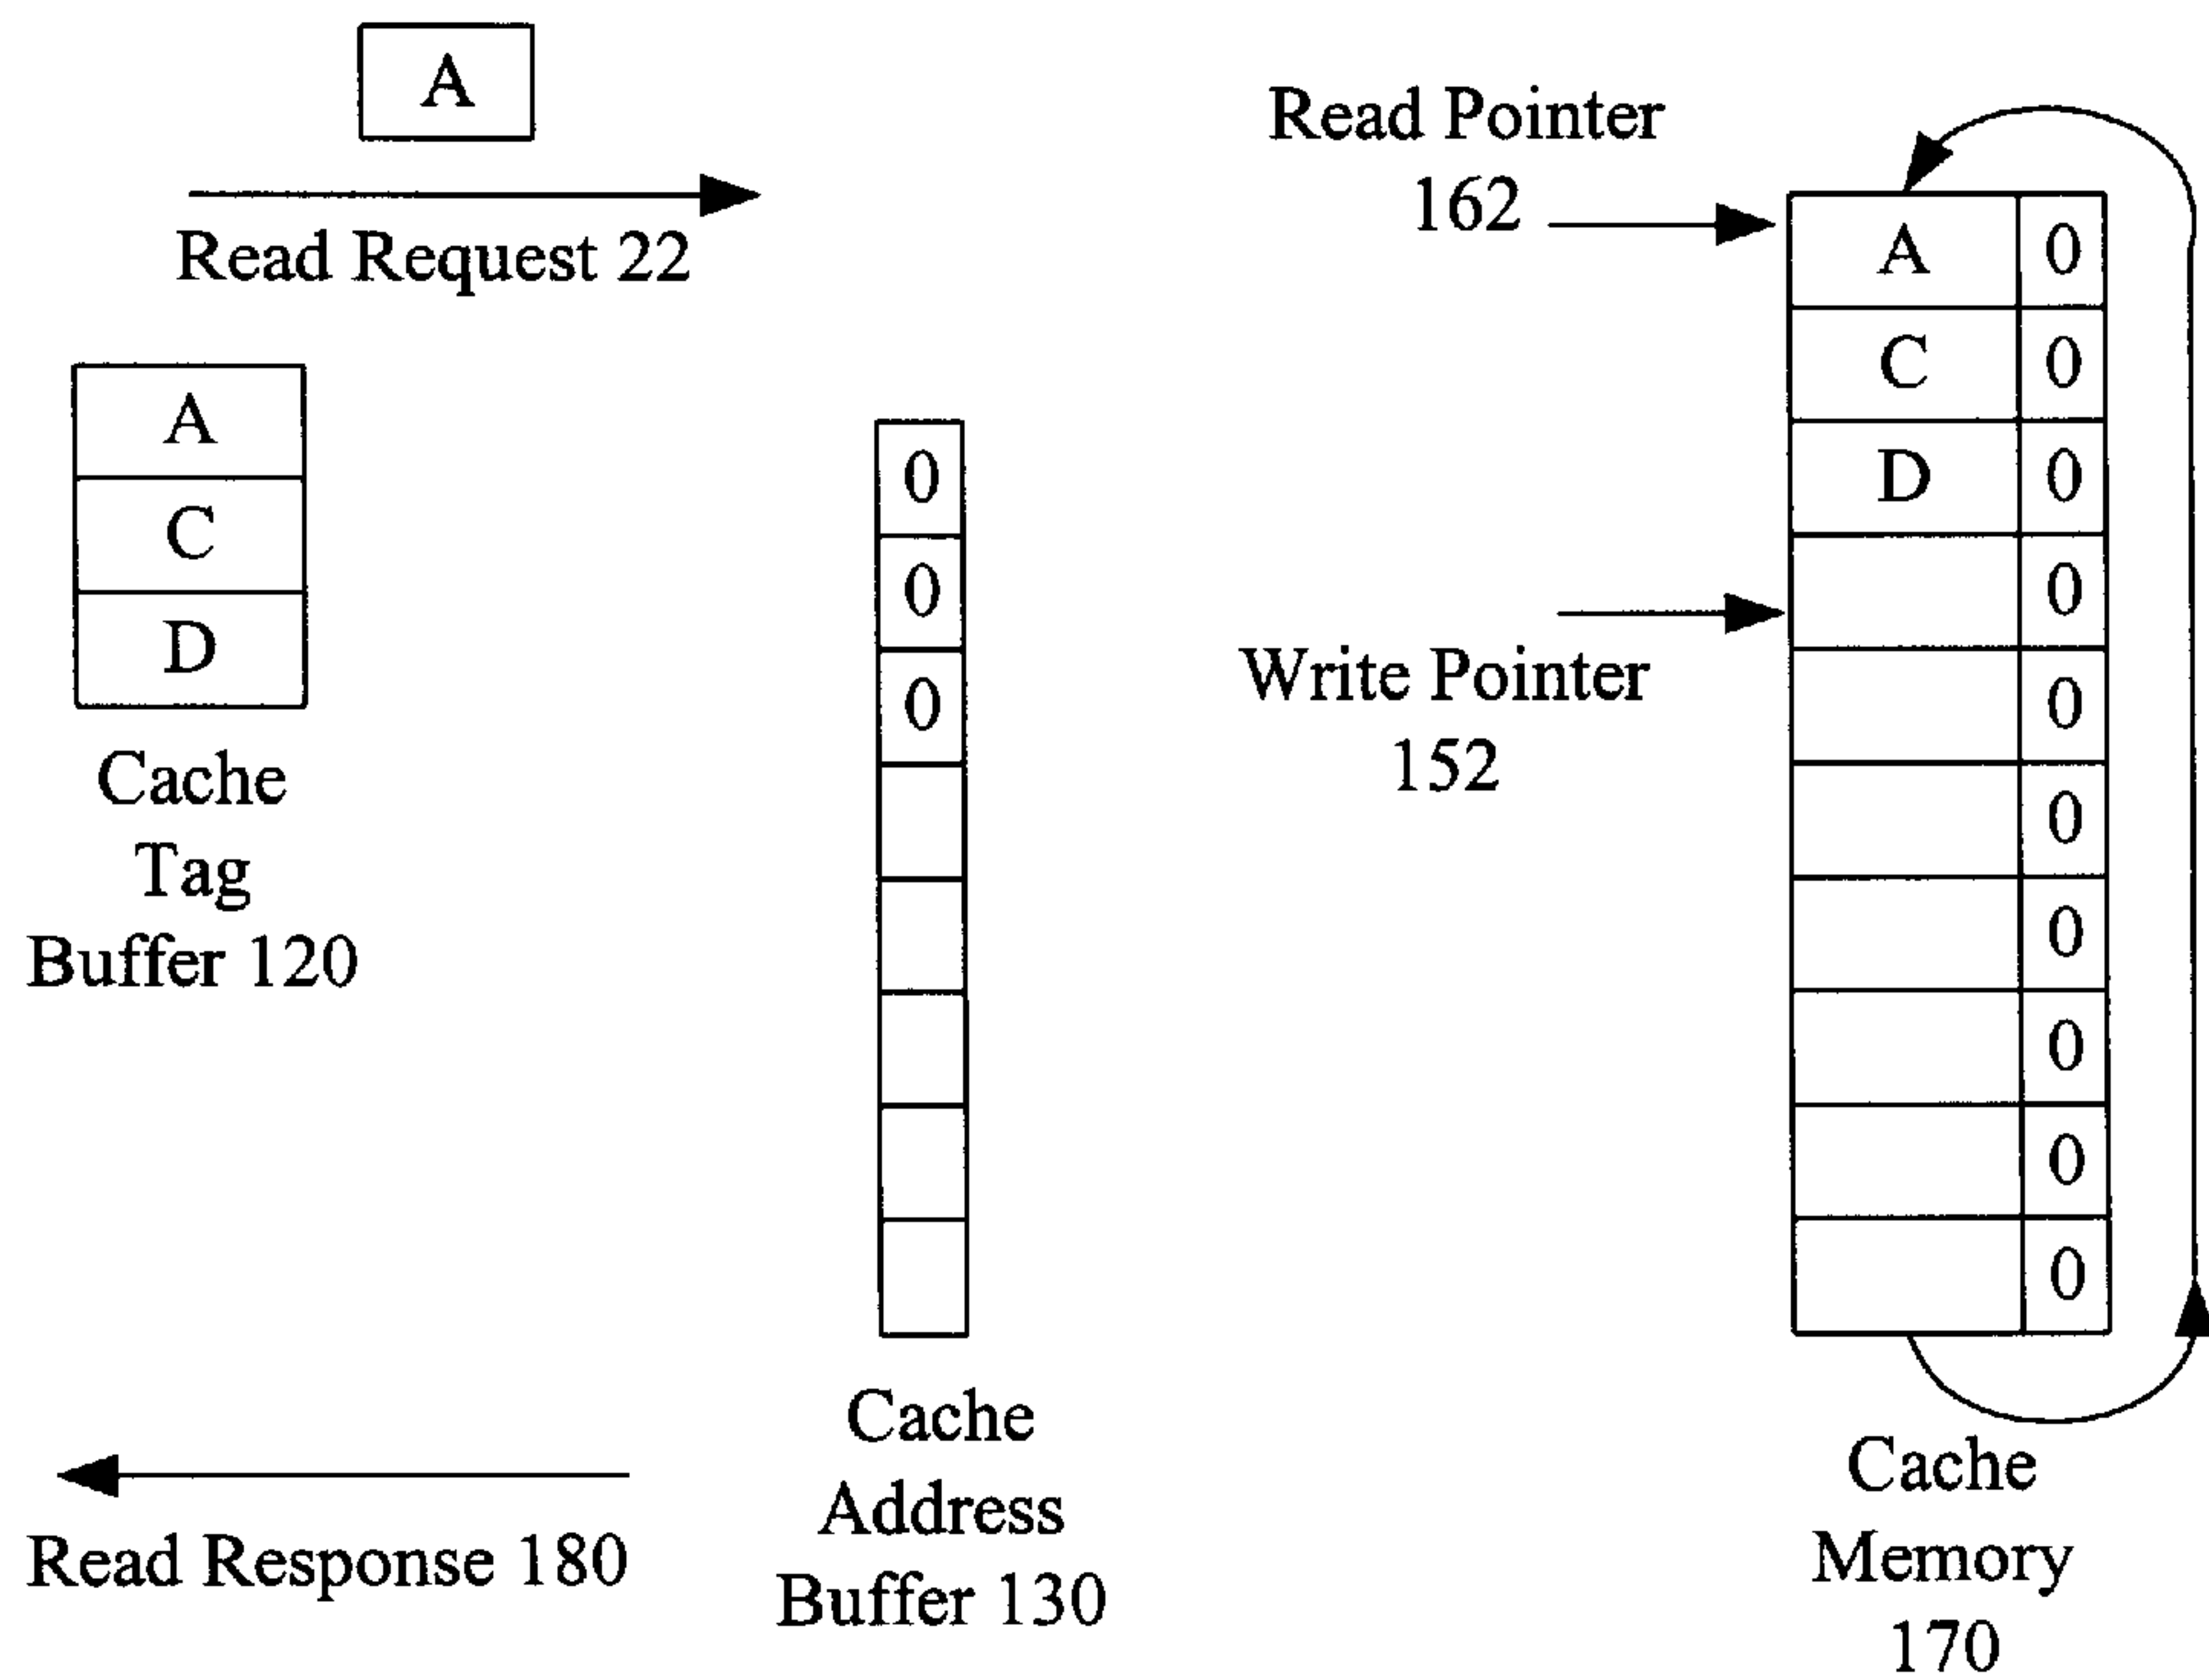 A
Read Request 22
A
C
D
Cache
Tag
Buffer 120
Read Response 180
0
0
0
Cache
Address
Buffer 130
Read Pointer
162
Write Pointer
152
A 0
C 0
D 0
0
0
0
0
0
0
0
Cache
Memory
170